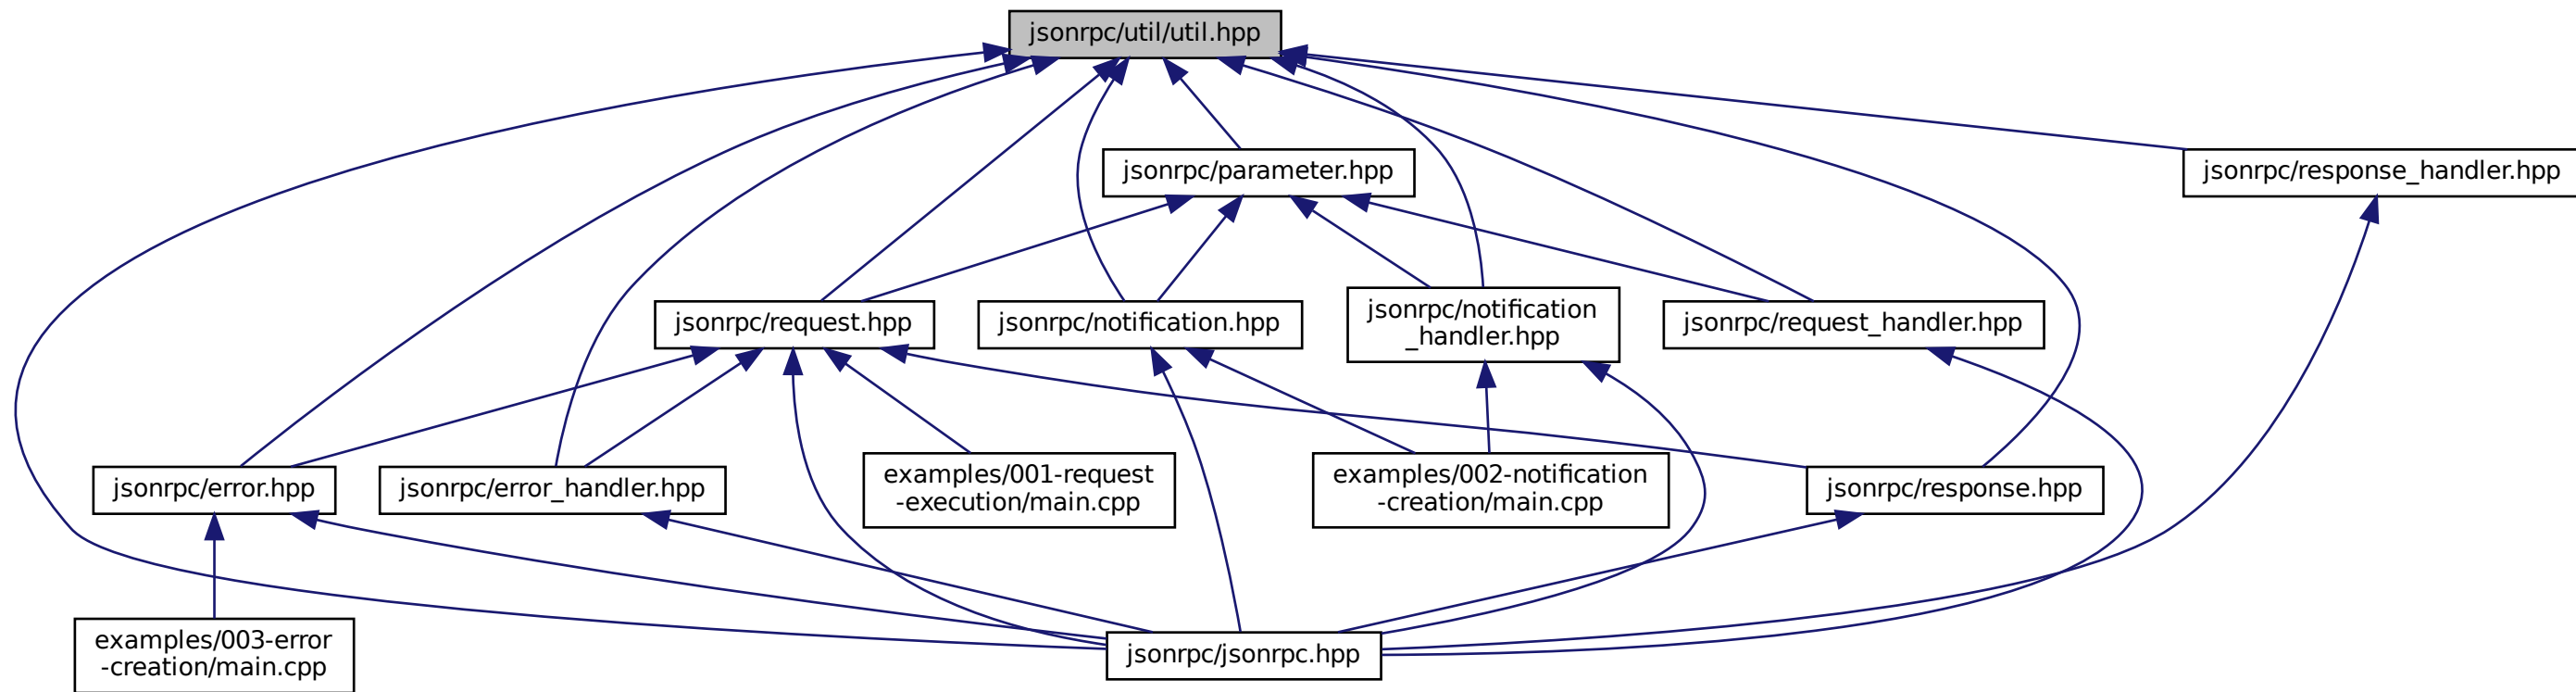 jsonrpc/util/util.hpp
jsonrpc/parameter.hpp
jsonrpc/response_handler.hpp
jsonrpc/request.hpp
jsonrpc/notification.hpp
jsonrpc/notification
_handler.hpp
jsonrpc/request_handler.hpp
jsonrpc/error.hpp
jsonrpc/error_handler.hpp
examples/001-request
-execution/main.cpp
examples/002-notification
-creation/main.cpp
jsonrpc/response.hpp
examples/003-error
-creation/main.cpp
jsonrpc/jsonrpc.hpp